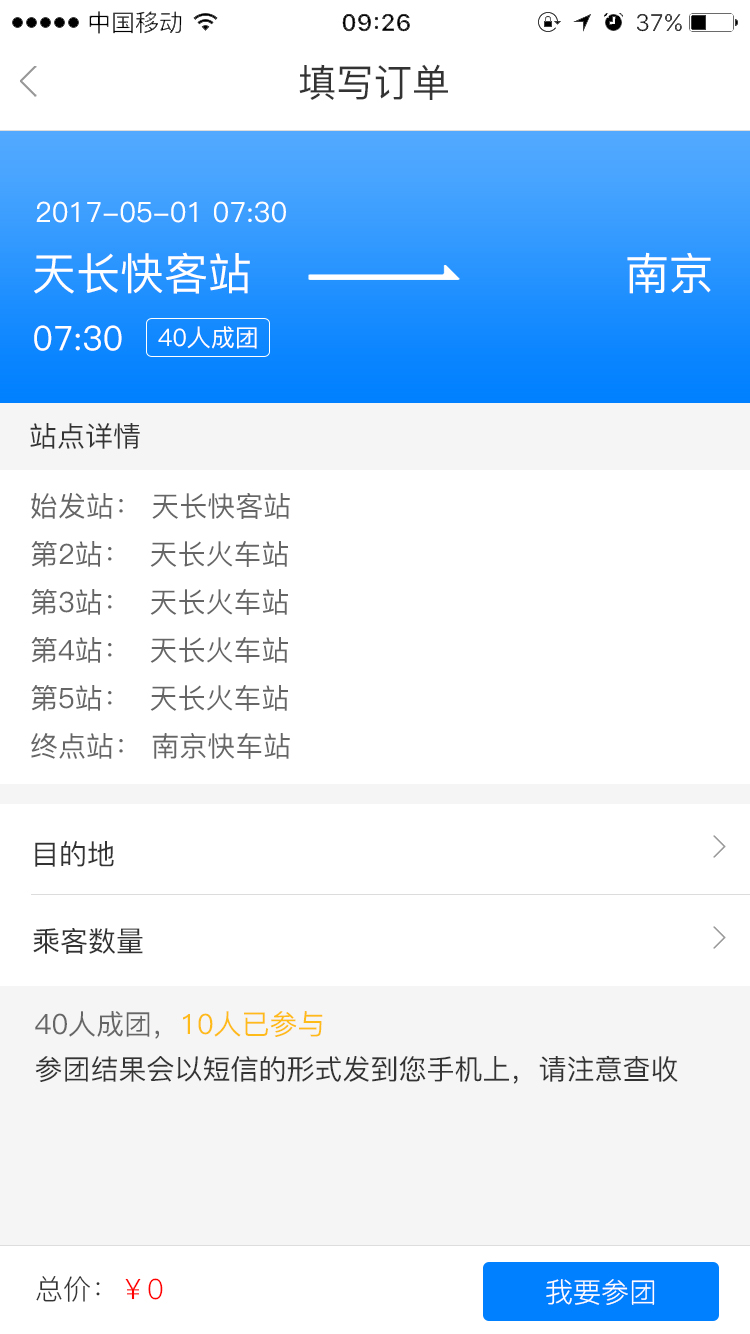 中国移动 09:26 37%
填写订单
2017-05-01 07:30
天长快客站 南京
07:30 40人成团
站点详情
始发站： 天长快客站
第2站： 天长火车站
第3站： 天长火车站
第4站： 天长火车站
第5站： 天长火车站
终点站： 南京快车站
目的地
乘客数量
40人成团，10人已参与
参团结果会以短信的形式发到您手机上，请注意查收
总价：￥0 我要参团